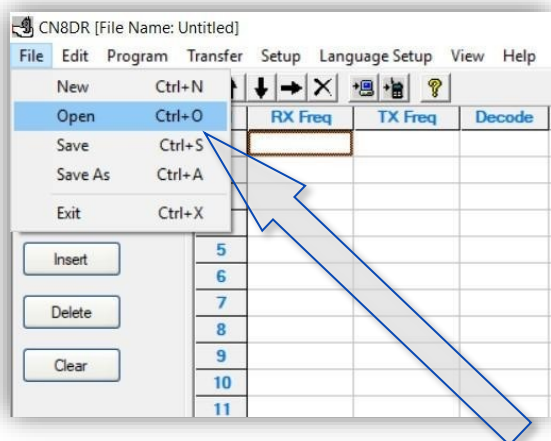 CN8DR [File Name: Untitled]
File Edit Program Transfer Setup Language Setup View Help
New Ctrl+N
Open Ctrl+O
Save Ctrl+S
Save As Ctrl+A
Exit Ctrl+X
RX Freq TX Freq Decode
Insert
Delete
Clear
5
6
7
8
9
10
11